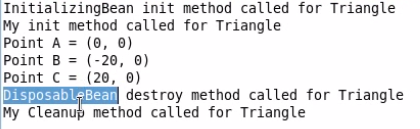 InitializingBean init method called for Triangle
My init method called for Triangle
Point A = (0, 0)
Point B = (-20, 0)
Point C = (20, 0)
DisposableBean destroy method called for Triangle
My Cleanup method called for Triangle